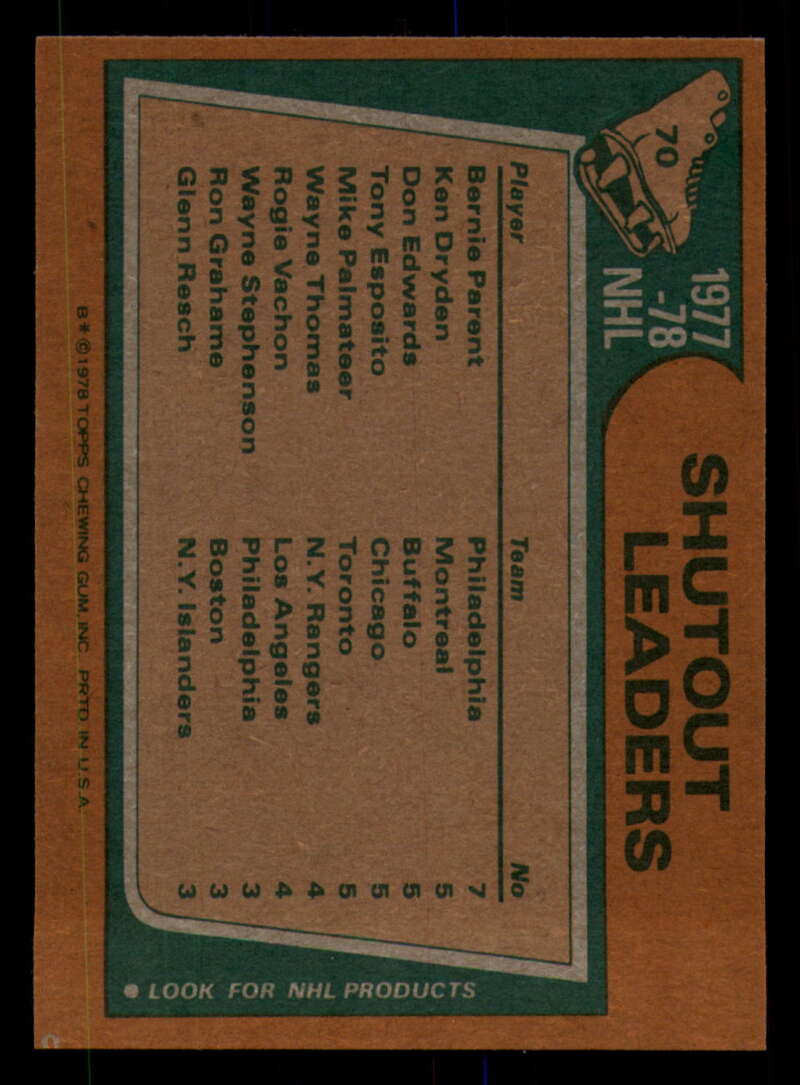 70
1977
-78
NHL
SHUTOUT
LEADERS
Player Team No
Bernie Parent Philadelphia 7
Ken Dryden Montreal 5
Don Edwards Buffalo 5
Tony Esposito Chicago 5
Mike Palmateer Toronto 5
Wayne Thomas N.Y. Rangers 4
Rogie Vachon Los Angeles 4
Wayne Stephenson Philadelphia 3
Ron Grahame Boston 3
Glenn Resch N.Y. Islanders 3
● LOOK FOR NHL PRODUCTS
B*©1978 TOPPS CHEWING GUM, INC. PRTD. IN U.S.A.